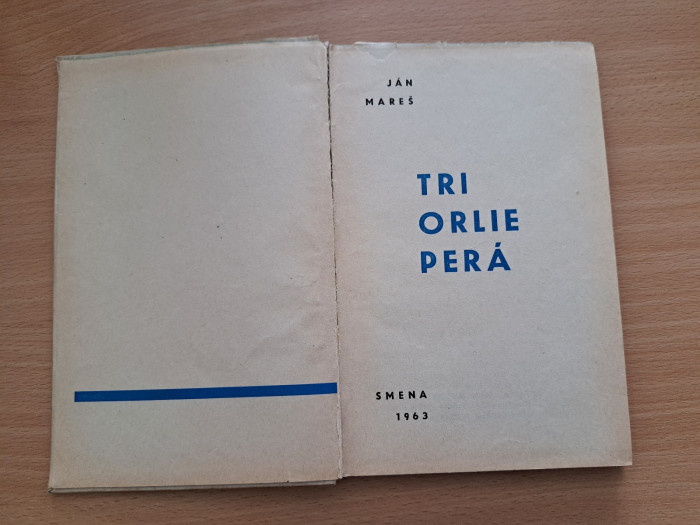 JÁN
MAREŠ
TRI
ORLIE
PERÁ
SMENA
1963